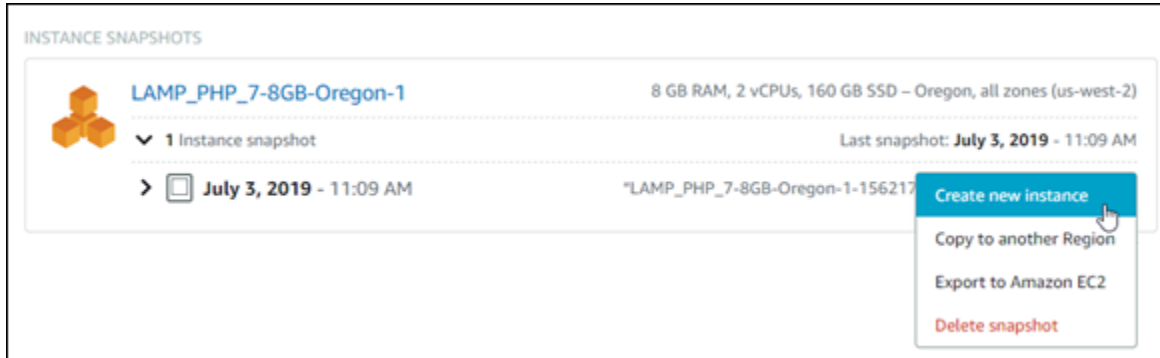 INSTANCE SNAPSHOTS
LAMP_PHP_7-8GB-Oregon-1 8 GB RAM, 2 vCPUs, 160 GB SSD – Oregon, all zones (us-west-2)
1 Instance snapshot Last snapshot: July 3, 2019 - 11:09 AM
July 3, 2019 - 11:09 AM "LAMP_PHP_7-8GB-Oregon-1-156217
Create new instance
Copy to another Region
Export to Amazon EC2
Delete snapshot